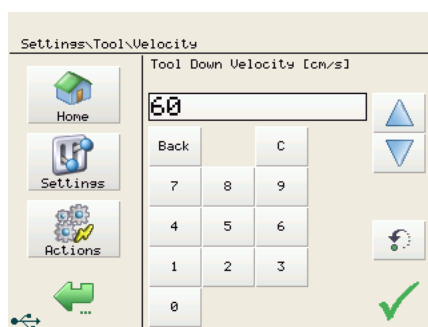 Settings\Tool\Velocity
Tool Down Velocity [cm/s]
60
Home
Back
C
Settings
7 8 9
4 5 6
Actions
1 2 3
...
0